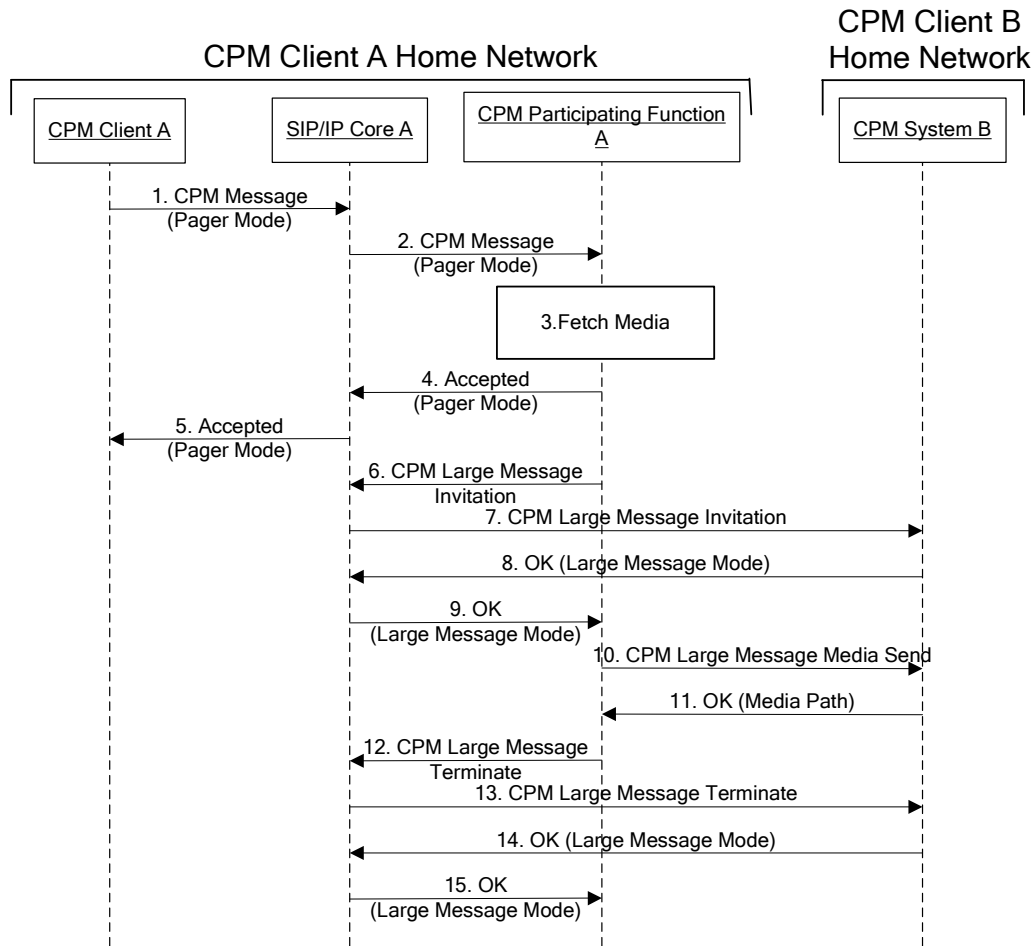 CPM Client B
Home Network
CPM Client A Home Network
CPM Client A
SIP/IP Core A
CPM Participating Function
A
CPM System B
1. CPM Message
(Pager Mode)
2. CPM Message
(Pager Mode)
3.Fetch Media
4. Accepted
(Pager Mode)
5. Accepted
(Pager Mode)
6. CPM Large Message
Invitation
7. CPM Large Message Invitation
8. OK (Large Message Mode)
9. OK
(Large Message Mode)
10. CPM Large Message Media Send
11. OK (Media Path)
12. CPM Large Message
Terminate
13. CPM Large Message Terminate
14. OK (Large Message Mode)
15. OK
(Large Message Mode)